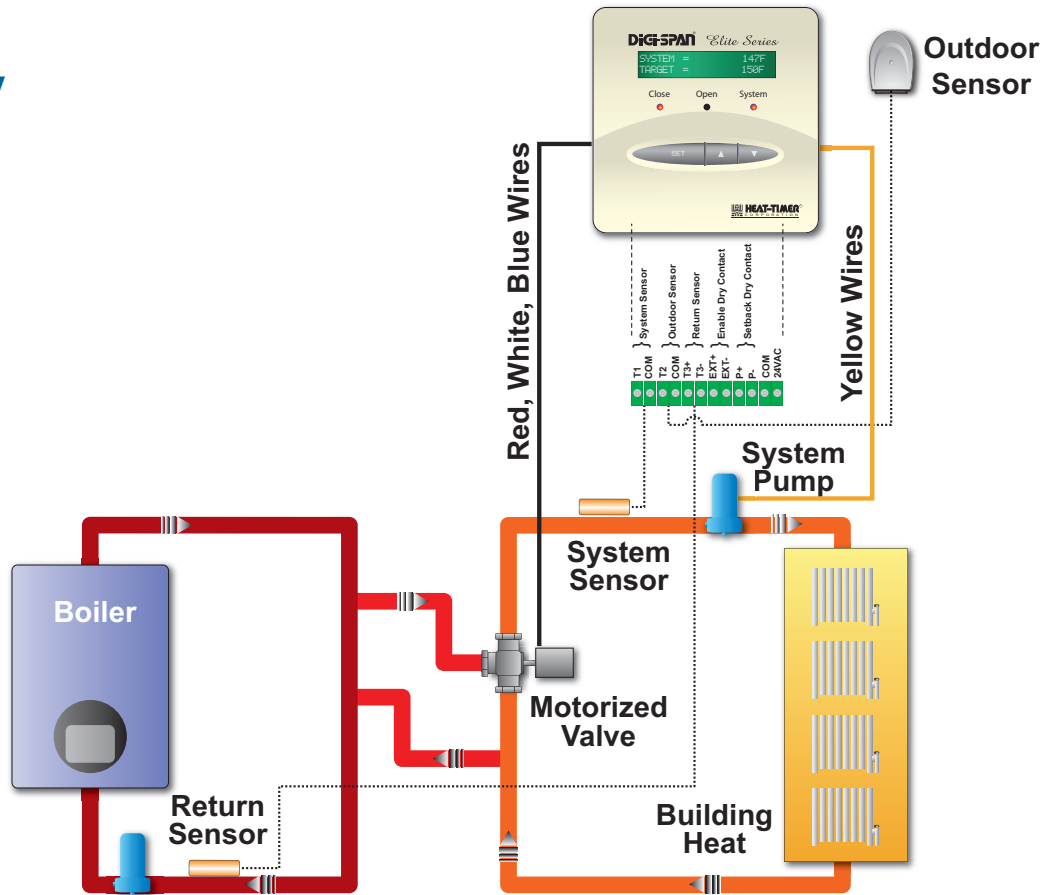 DiGi-SPAN Elite Series
SYSTEM = 147F
TARGET = 150F
Close Open System
SET
HEAT-TIMER
CORPORATION
Outdoor
Sensor
Red, White, Blue Wires
Yellow Wires
System Sensor
Outdoor Sensor
Return Sensor
Enable Dry Contact
Setback Dry Contact
T1
COM
T2
COM
T3+
T3-
EXT+
EXT-
P+
P-
COM
24VAC
System
Pump
System
Sensor
Boiler
Motorized
Valve
Return
Sensor
Building
Heat